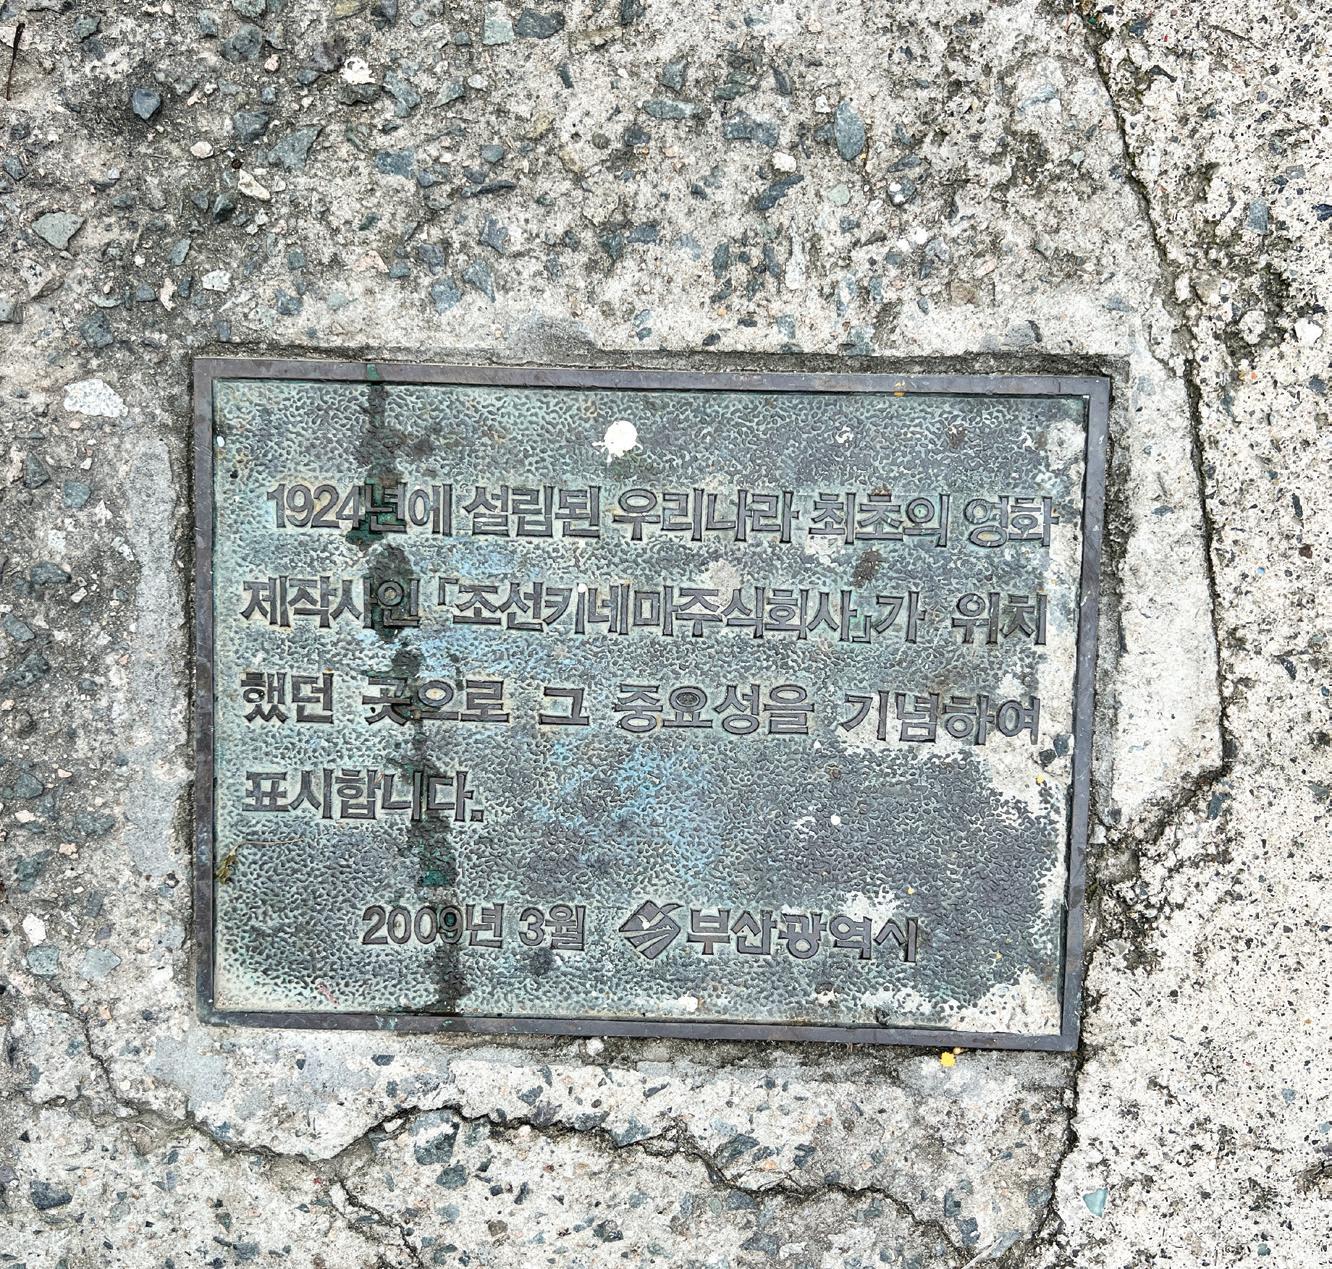 1924년에 설립된 우리나라 최초의 영화
제작사인 「조선키네마주식회사」가 위치
했던 곳으로 그 중요성을 기념하여
표시합니다.
2009년 3월 부산광역시